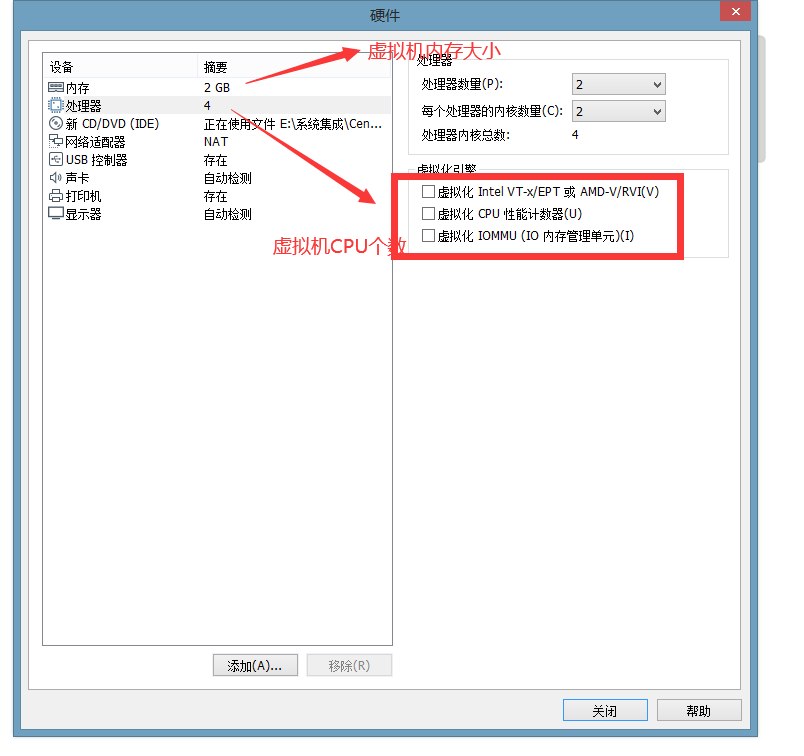 硬件
虚拟机内存大小
设备 摘要
内存 2 GB
处理器 4
新 CD/DVD (IDE) 正在使用文件 E:\系统集成\Cen...
网络适配器 NAT
USB 控制器 存在
声卡 自动检测
打印机 存在
显示器 自动检测
虚拟机CPU个数
处理器
处理器数量(P): 2
每个处理器的内核数量(C): 2
处理器内核总数: 4
虚拟化引擎
虚拟化 Intel VT-x/EPT 或 AMD-V/RVI(V)
虚拟化 CPU 性能计数器(U)
虚拟化 IOMMU (IO 内存管理单元)(I)
添加(A)... 移除(R)
关闭 帮助